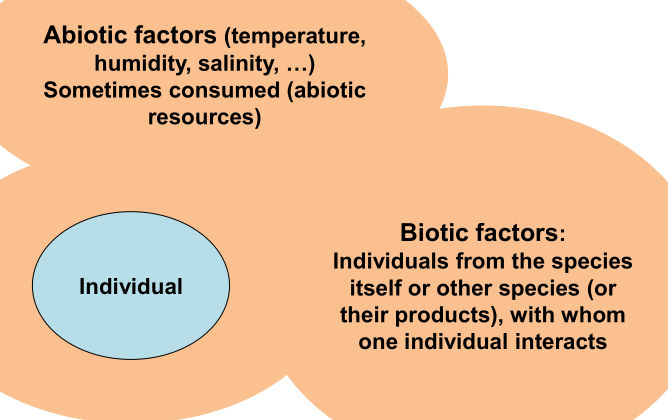 Abiotic factors (temperature,
humidity, salinity, …)
Sometimes consumed (abiotic
resources)
Individual
Biotic factors:
Individuals from the species
itself or other species (or
their products), with whom
one individual interacts